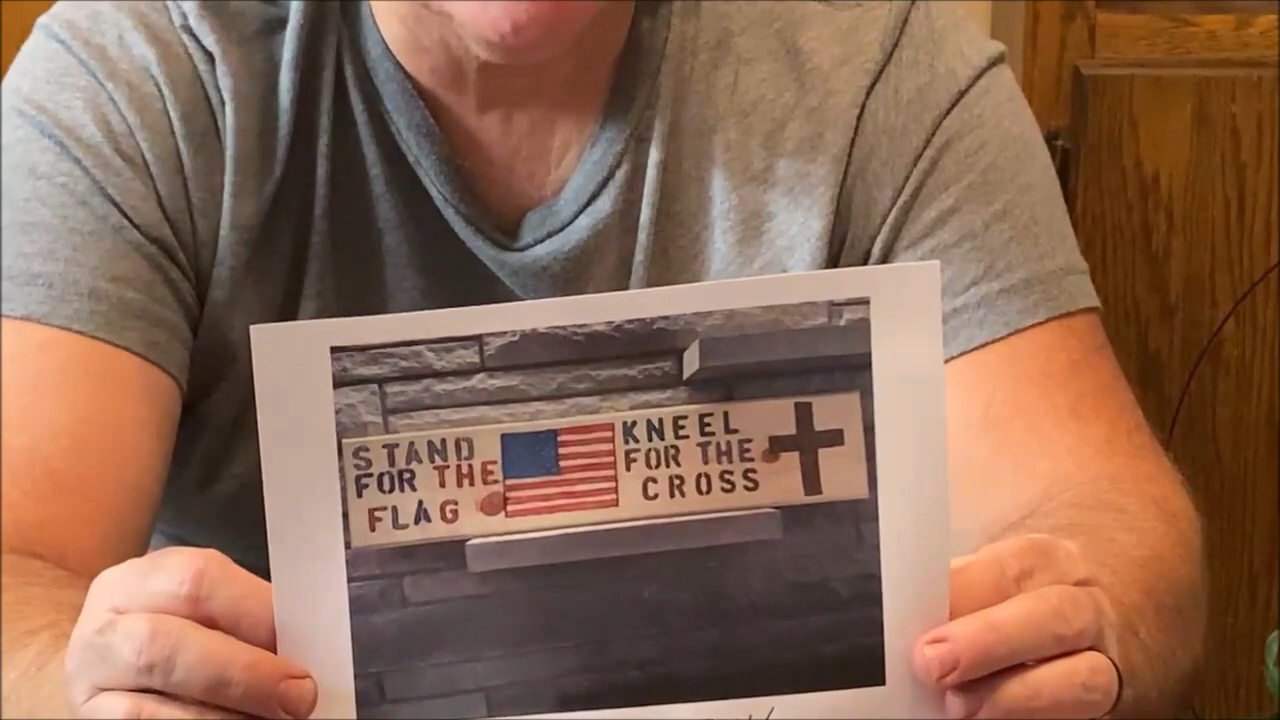 STAND
FOR THE
FLAG
KNEEL
FOR THE
CROSS